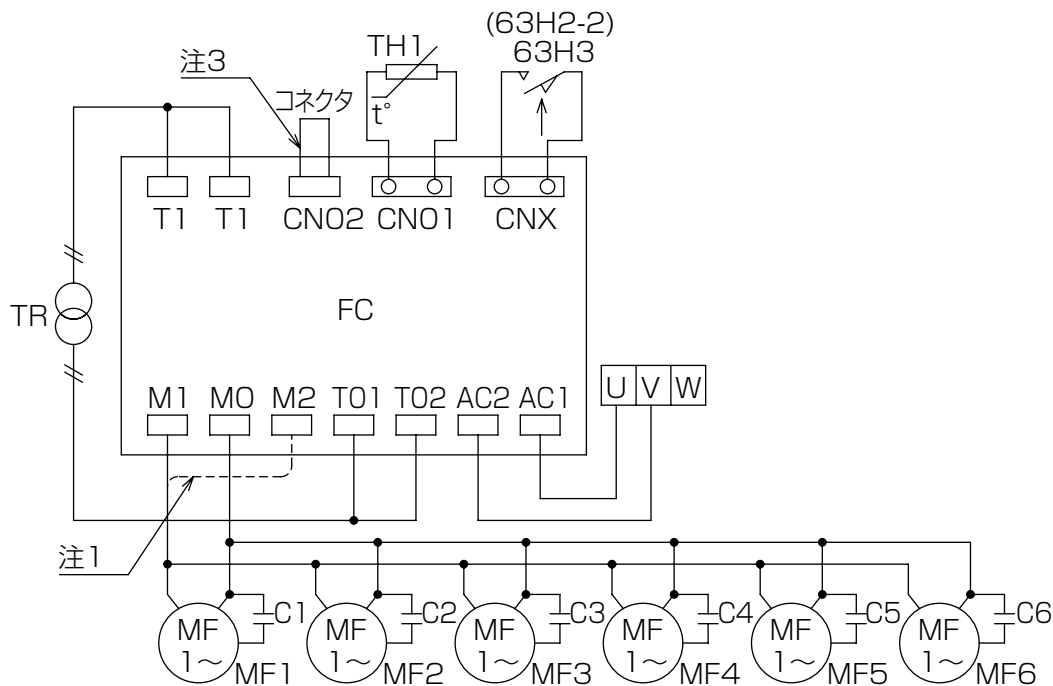 (63H2-2)
63H3
TH1
注3
コネクタ
t°
T1 T1 CN02 CN01 CNX
TR
FC
U V W
M1 M0 M2 T01 T02 AC2 AC1
注1
C1 C2 C3 C4 C5 C6
MF MF MF MF MF MF
1～ 1～ 1～ 1～ 1～ 1～
MF1 MF2 MF3 MF4 MF5 MF6